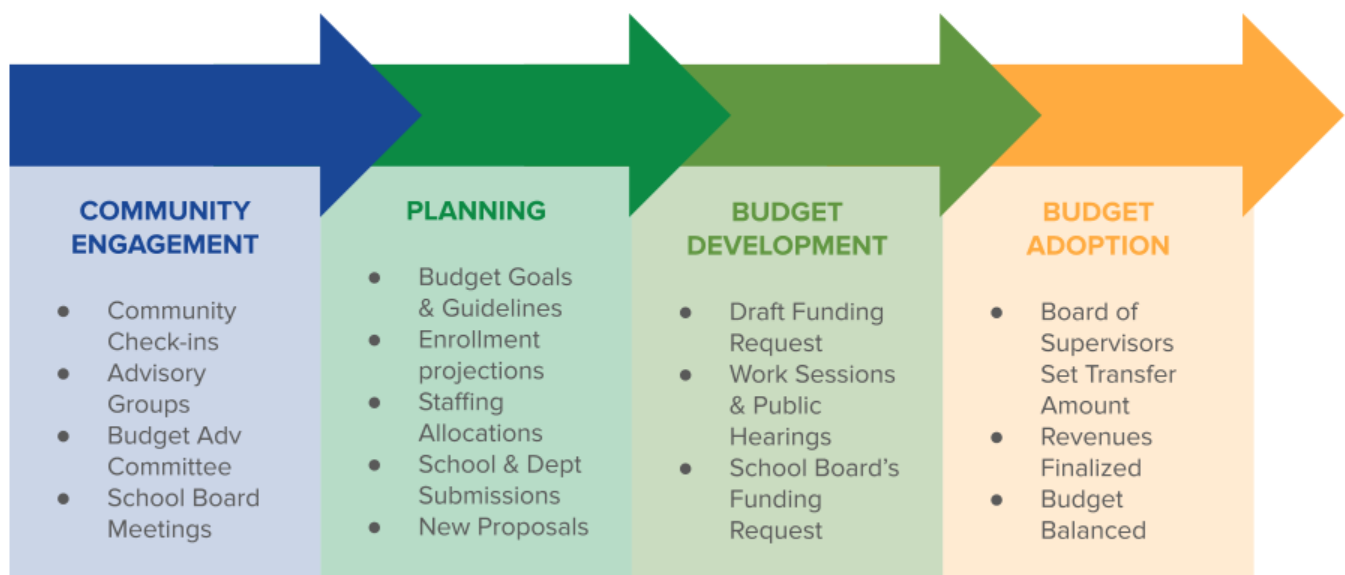 COMMUNITY
ENGAGEMENT
● Community
Check-ins
● Advisory
Groups
● Budget Adv
Committee
● School Board
Meetings
PLANNING
● Budget Goals
& Guidelines
● Enrollment
projections
● Staffing
Allocations
● School & Dept
Submissions
● New Proposals
BUDGET
DEVELOPMENT
● Draft Funding
Request
● Work Sessions
& Public
Hearings
● School Board’s
Funding
Request
BUDGET
ADOPTION
● Board of
Supervisors
Set Transfer
Amount
● Revenues
Finalized
● Budget
Balanced